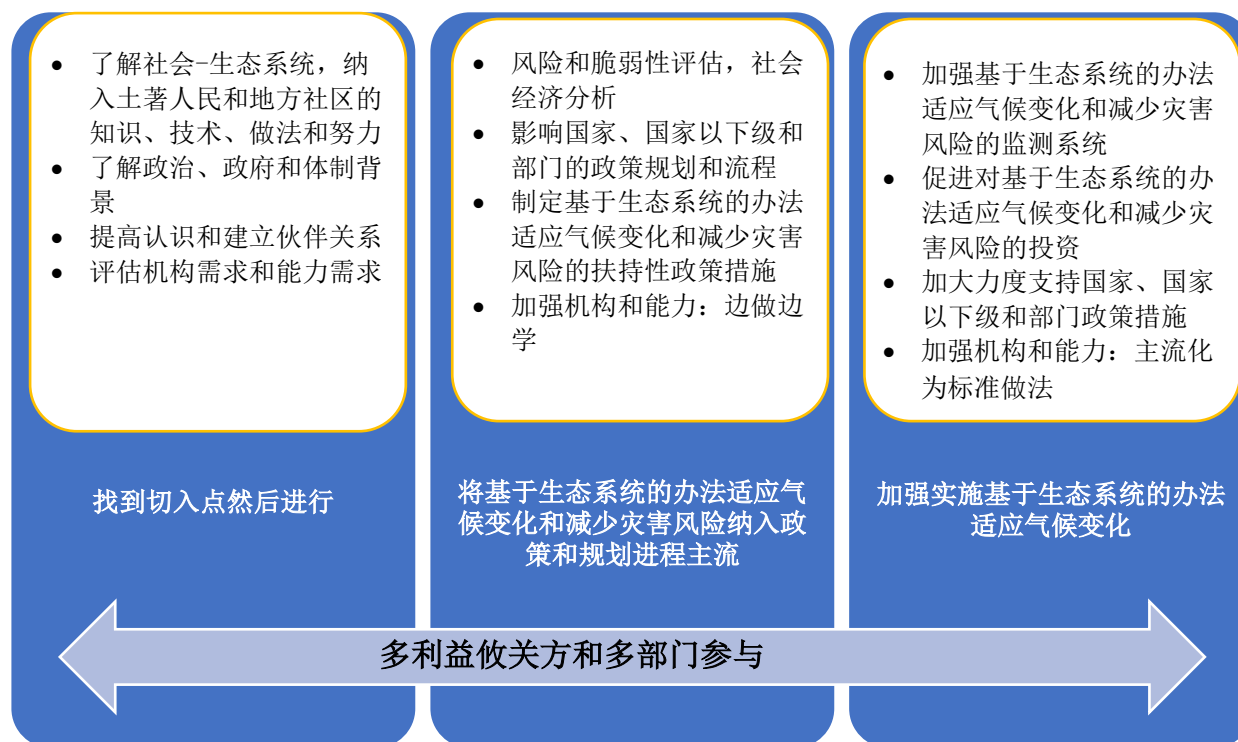 • 了解社会-生态系统，纳
入土著人民和地方社区的
知识、技术、做法和努力
• 了解政治、政府和体制背
景
• 提高认识和建立伙伴关系
• 评估机构需求和能力需求
找到切入点然后进行
• 风险和脆弱性评估，社会
经济分析
• 影响国家、国家以下级和
部门的政策规划和流程
• 制定基于生态系统的办法
适应气候变化和减少灾害
风险的扶持性政策措施
• 加强机构和能力：边做边
学
将基于生态系统的办法适应气
候变化和减少灾害风险纳入政
策和规划进程主流
• 加强基于生态系统的办法
适应气候变化和减少灾害
风险的监测系统
• 促进对基于生态系统的办
法适应气候变化和减少灾
害风险的投资
• 加大力度支持国家、国家
以下级和部门政策措施
• 加强机构和能力：主流化
为标准做法
加强实施基于生态系统的办法
适应气候变化
多利益攸关方和多部门参与